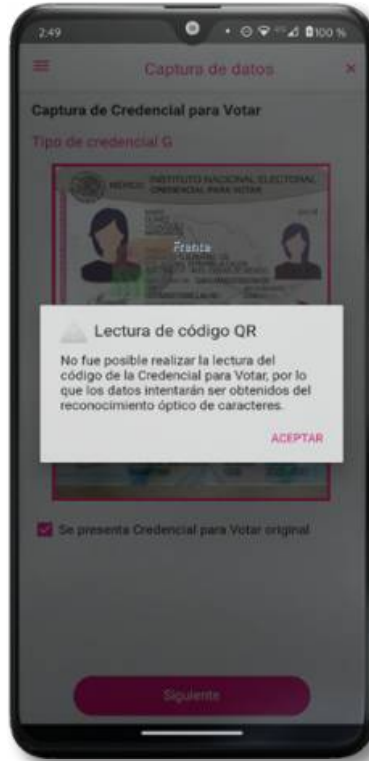 2:49
100 %
Captura de datos
×
Captura de Credencial para Votar
Tipo de credencial G
MÉXICO INSTITUTO NACIONAL ELECTORAL
CREDENCIAL PARA VOTAR
Frente
Lectura de código QR
No fue posible realizar la lectura del
código de la Credencial para Votar, por lo
que los datos intentarán ser obtenidos del
reconocimiento óptico de caracteres.
ACEPTAR
Se presenta Credencial para Votar original
Siguiente